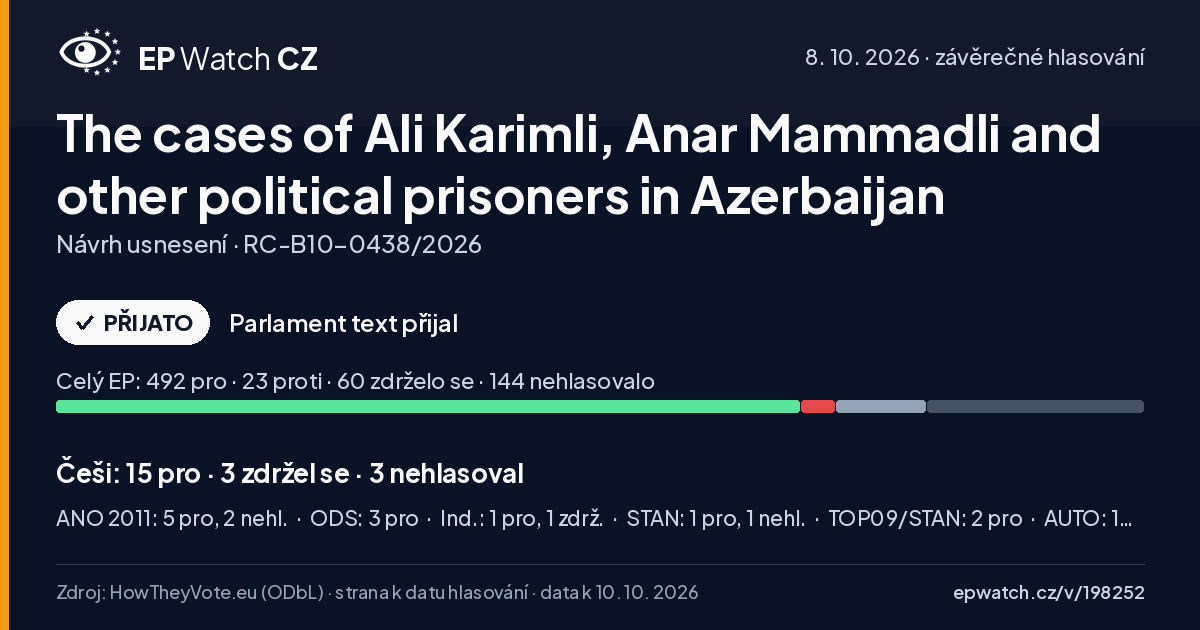 EP Watch CZ
8. 10. 2026 · závěrečné hlasování
The cases of Ali Karimli, Anar Mammadli and
other political prisoners in Azerbaijan
Návrh usnesení · RC-B10-0438/2026
✓ PŘIJATO Parlament text přijal
Celý EP: 492 pro · 23 proti · 60 zdrželo se · 144 nehlasovalo
Češi: 15 pro · 3 zdržel se · 3 nehlasoval
ANO 2011: 5 pro, 2 nehl. · ODS: 3 pro · Ind.: 1 pro, 1 zdrž. · STAN: 1 pro, 1 nehl. · TOP09/STAN: 2 pro · AUTO: 1…
Zdroj: HowTheyVote.eu (ODbL) · strana k datu hlasování · data k 10. 10. 2026
epwatch.cz/v/198252